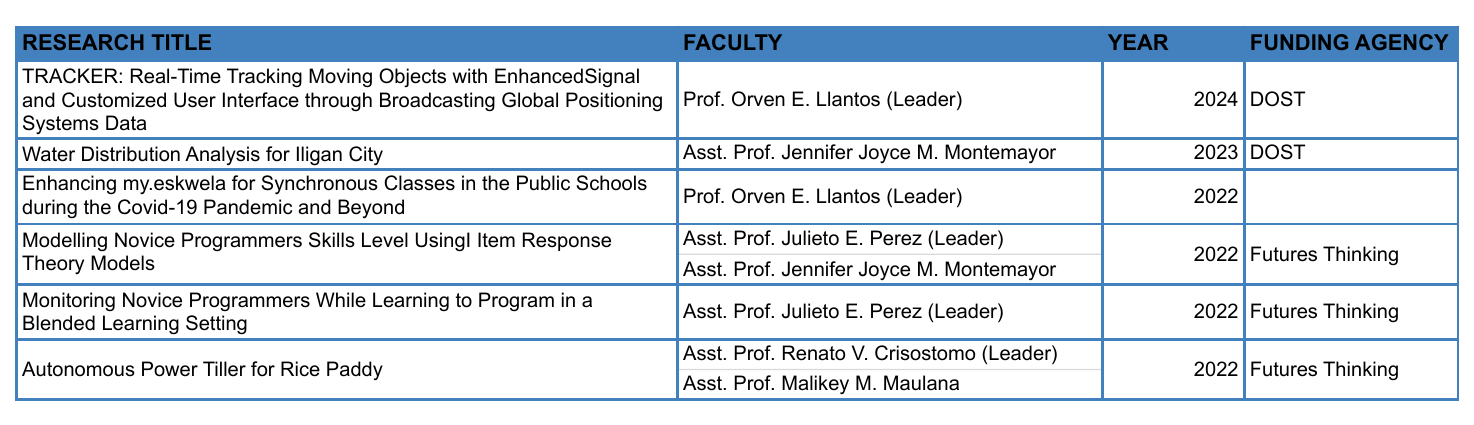 RESEARCH TITLE FACULTY YEAR FUNDING AGENCY
TRACKER: Real-Time Tracking Moving Objects with EnhancedSignal
and Customized User Interface through Broadcasting Global Positioning
Systems Data
Prof. Orven E. Llantos (Leader)
2024
DOST
Water Distribution Analysis for Iligan City
Asst. Prof. Jennifer Joyce M. Montemayor
2023
DOST
Enhancing my.eskwela for Synchronous Classes in the Public Schools
during the Covid-19 Pandemic and Beyond
Prof. Orven E. Llantos (Leader)
2022
Modelling Novice Programmers Skills Level UsingI Item Response
Theory Models
Asst. Prof. Julieto E. Perez (Leader)
Asst. Prof. Jennifer Joyce M. Montemayor
2022
Futures Thinking
Monitoring Novice Programmers While Learning to Program in a
Blended Learning Setting
Asst. Prof. Julieto E. Perez (Leader)
2022
Futures Thinking
Autonomous Power Tiller for Rice Paddy
Asst. Prof. Renato V. Crisostomo (Leader)
Asst. Prof. Malikey M. Maulana
2022
Futures Thinking